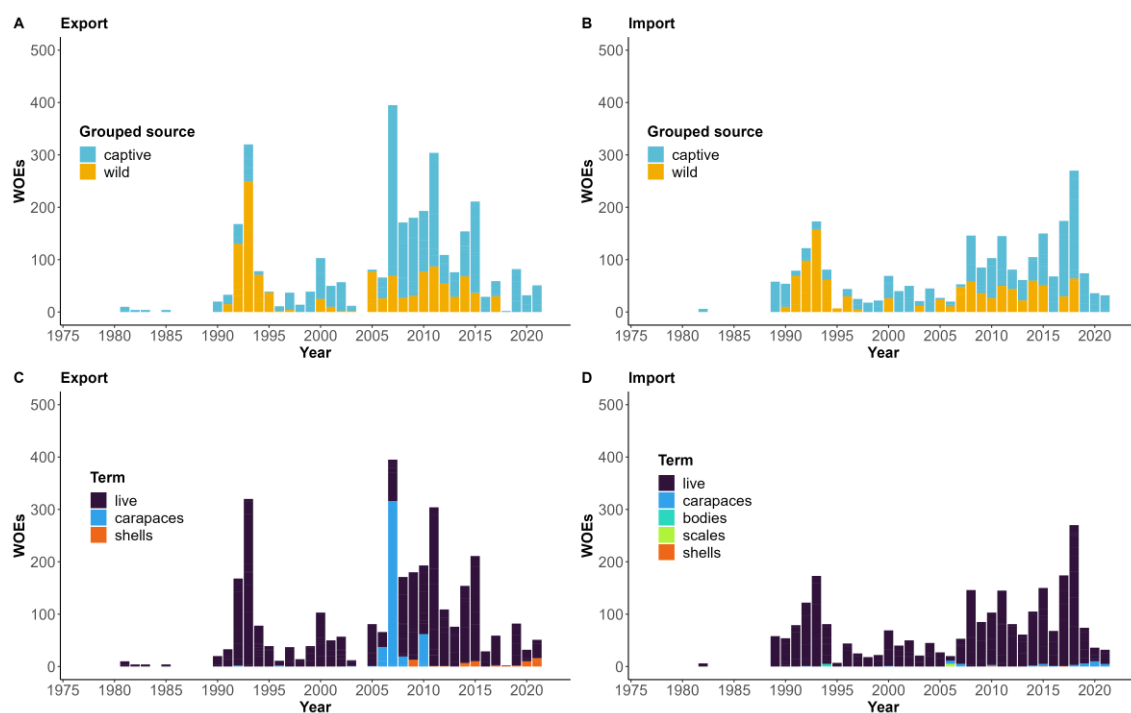 A Export
500
400
300
200
100
0
WOEs
Grouped source
captive
wild
1975 1980 1985 1990 1995 2000 2005 2010 2015 2020
Year
B Import
500
400
300
200
100
0
WOEs
Grouped source
captive
wild
1975 1980 1985 1990 1995 2000 2005 2010 2015 2020
Year
C Export
500
400
300
200
100
0
WOEs
Term
live
carapaces
shells
1975 1980 1985 1990 1995 2000 2005 2010 2015 2020
Year
D Import
500
400
300
200
100
0
WOEs
Term
live
carapaces
bodies
scales
shells
1975 1980 1985 1990 1995 2000 2005 2010 2015 2020
Year